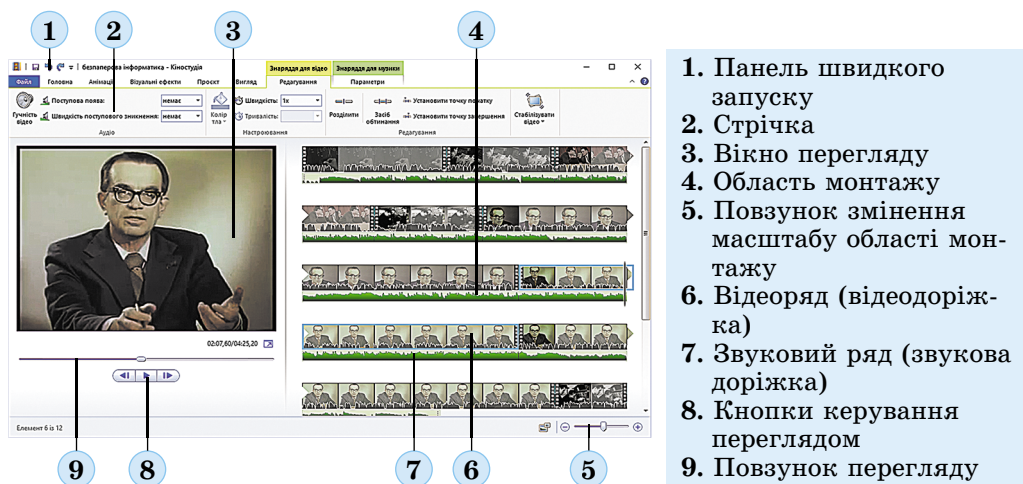 1
2
3
4
безпаперова інформатика - Кіностудія
Знаряддя для відео
Знаряддя для музики
Файл
Головна
Анімації
Візуальні ефекти
Проєкт
Вигляд
Редагування
Параметри
Гучність відео
Поступова поява:
немає
Швидкість поступового зникнення:
немає
Аудіо
Колір тла
Швидкість:
1x
Тривалість:
Настроювання
Розділити
Засіб обтинання
Установити точку початку
Установити точку завершення
Редагування
Стабілізувати відео
02:07,60/04:25,20
Елемент 6 із 12
9
8
7
6
5
1. Панель швидкого
запуску
2. Стрічка
3. Вікно перегляду
4. Область монтажу
5. Повзунок змінення
масштабу області мон-
тажу
6. Відеоряд (відеодоріж-
ка)
7. Звуковий ряд (звукова
доріжка)
8. Кнопки керування
переглядом
9. Повзунок перегляду